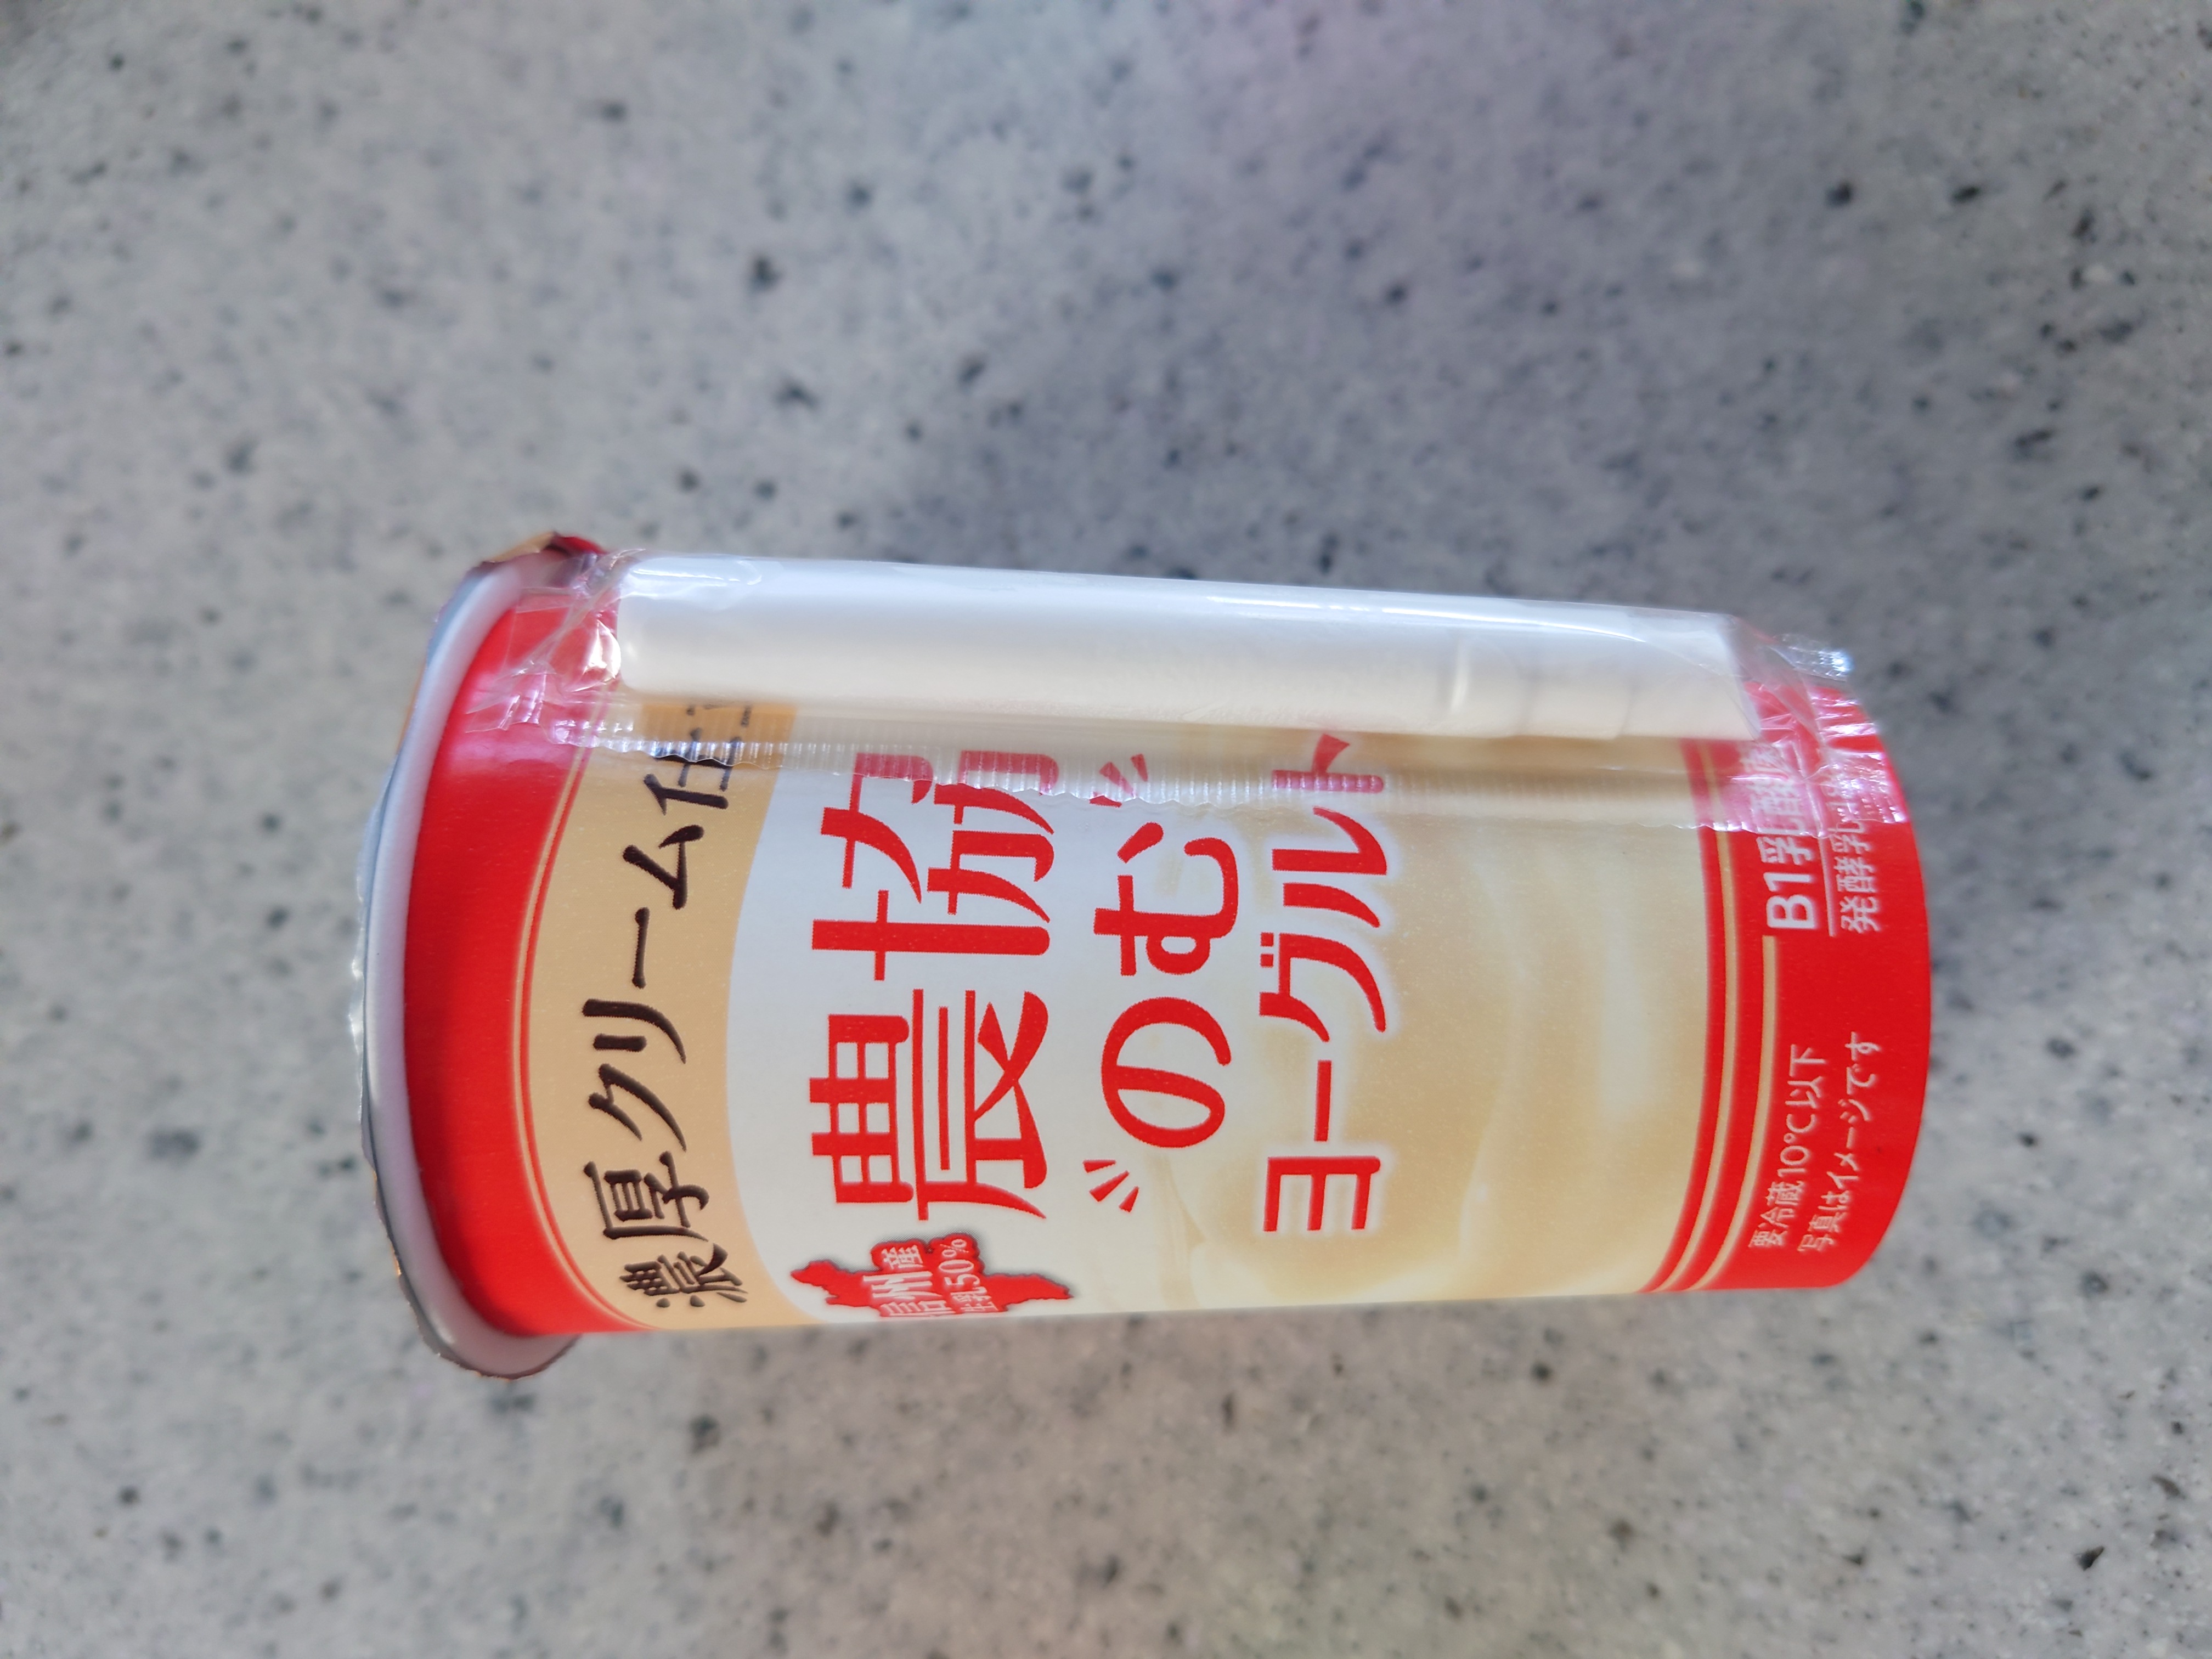 濃厚クリーム仕
農協
のむ
ヨーグルト
信州産
生乳50%
B1乳酸
発酵乳
要冷蔵10℃以下
写真はイメージです